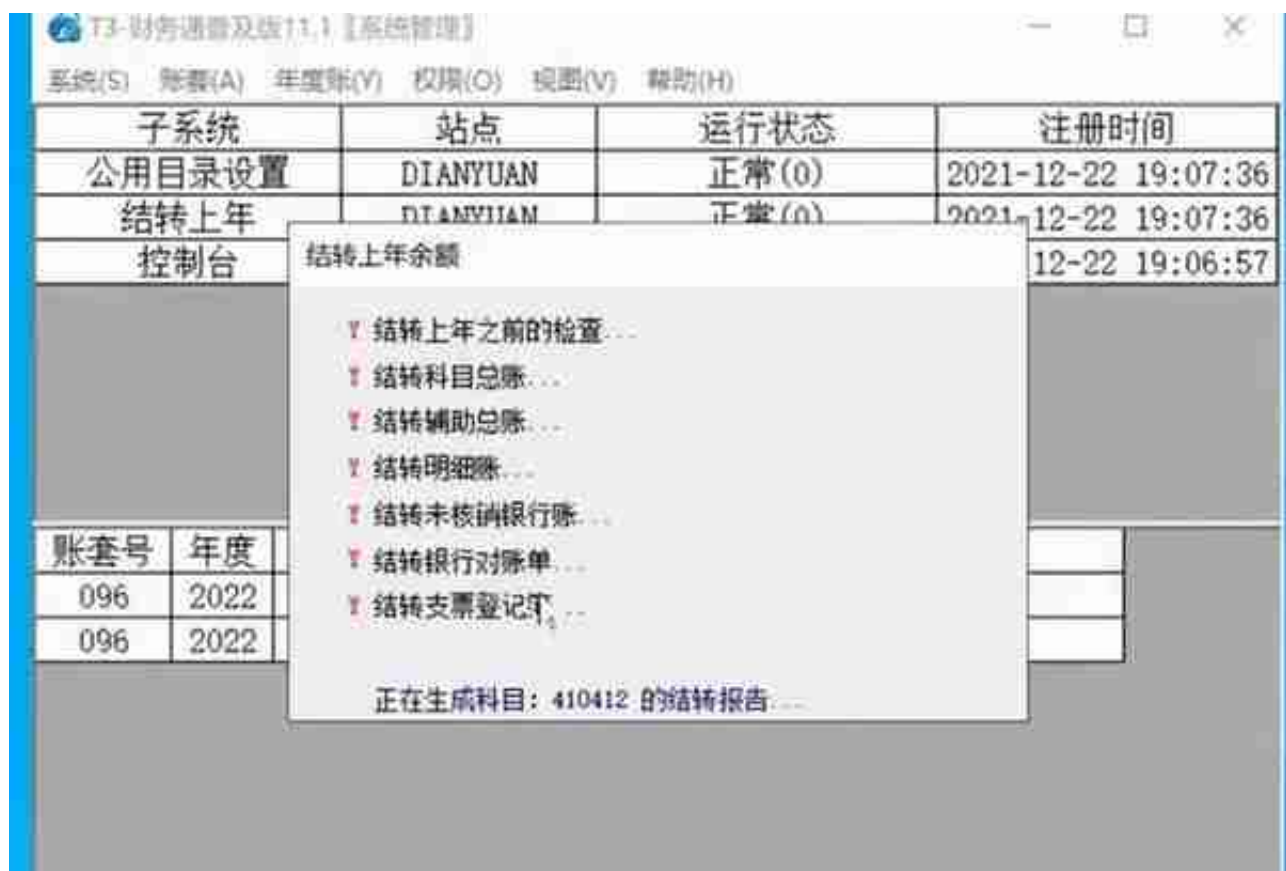 T3-财务通普及版11.1【系统管理】
系统(S) 账套(A) 年度账(Y) 权限(O) 视图(V) 帮助(H)
子系统 站点 运行状态 注册时间
公用目录设置 DIANYUAN 正常(0) 2021-12-22 19:07:36
结转上年 DIANYUAN 正常(0) 2021-12-22 19:07:36
控制台 12-22 19:06:57
结转上年余额
Y 结转上年之前的检查...
Y 结转科目总账...
Y 结转辅助总账...
Y 结转明细账...
Y 结转未核销银行账...
Y 结转银行对账单...
Y 结转支票登记簿...
正在生成科目: 410412 的结转报告...
账套号 年度
096 2022
096 2022